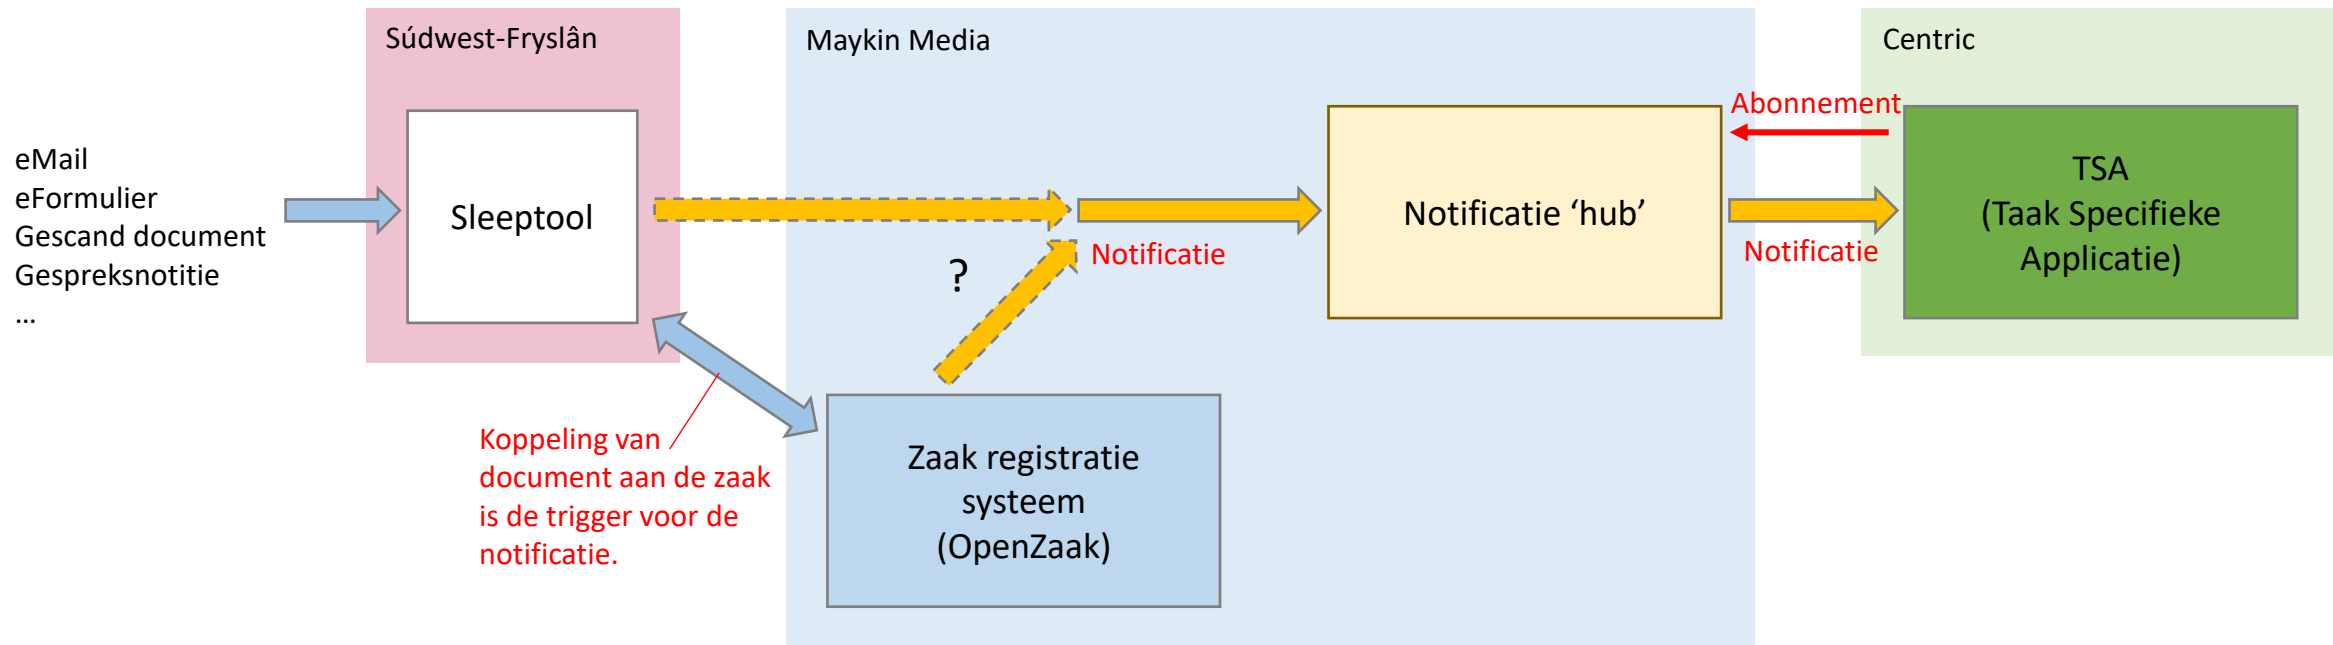 Súdwest-Fryslân
Maykin Media
Centric
eMail
eFormulier
Gescand document
Gespreksnotitie
...
Sleeptool
?
Notificatie
Notificatie ‘hub’
Abonnement
Notificatie
TSA
(Taak Specifieke
Applicatie)
Koppeling van
document aan de zaak
is de trigger voor de
notificatie.
Zaak registratie
systeem
(OpenZaak)